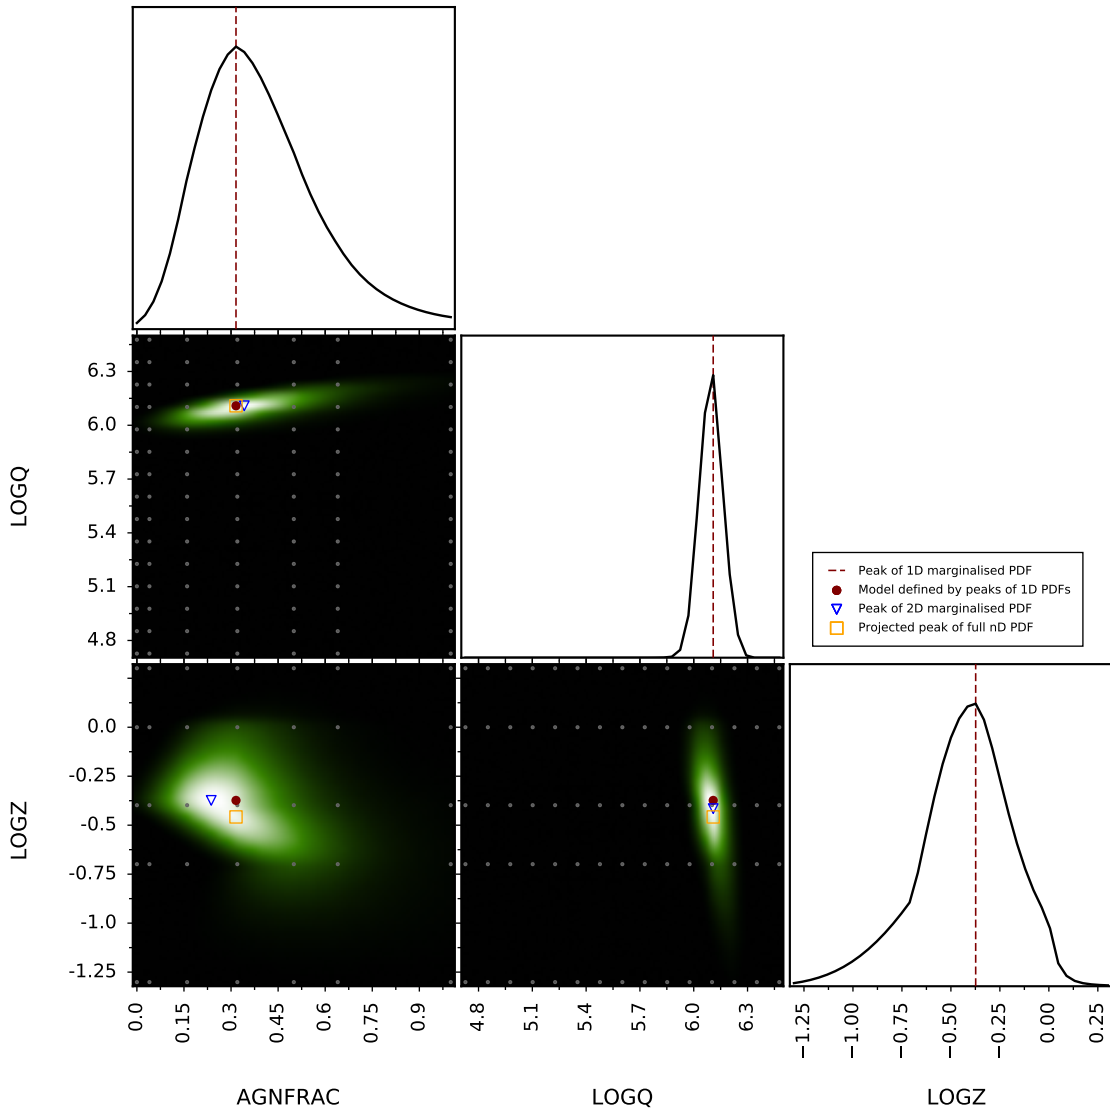 6.3
6.0
5.7
5.4
5.1
4.8
LOGQ
Peak of 1D marginalised PDF
Model defined by peaks of 1D PDFs
Peak of 2D marginalised PDF
Projected peak of full nD PDF
0.0
-0.25
-0.5
-0.75
-1.0
-1.25
LOGZ
0.0 0.15 0.3 0.45 0.6 0.75 0.9 4.8 5.1 5.4 5.7 6.0 6.3 −1.25 −1.00 −0.75 −0.50 −0.25 0.00 0.25
AGNFRAC LOGQ LOGZ